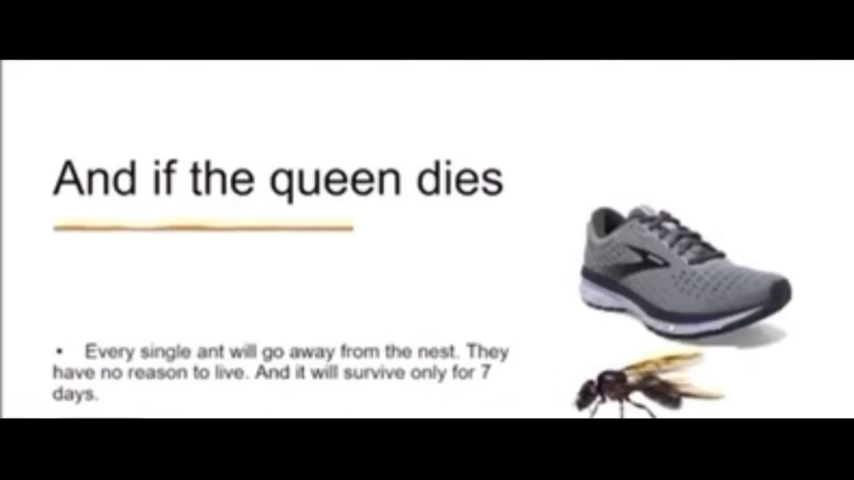 And if the queen dies
• Every single ant will go away from the nest. They
have no reason to live. And it will survive only for 7
days.